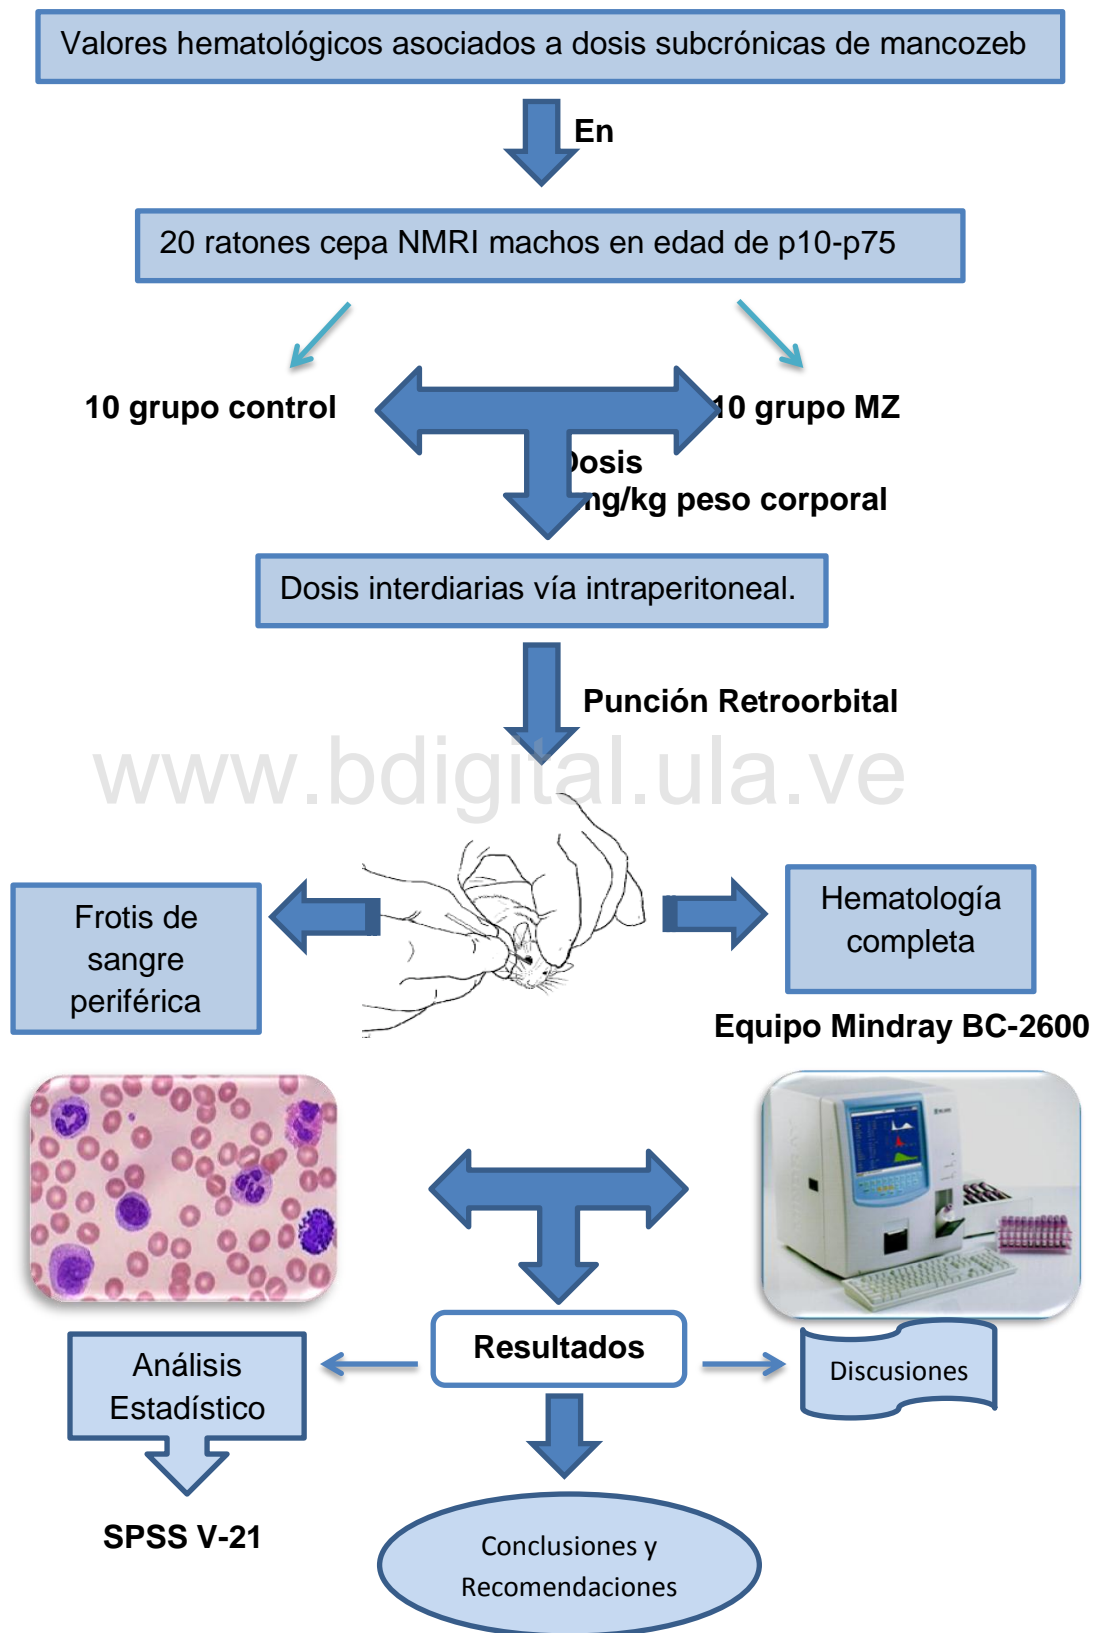 Valores hematológicos asociados a dosis subcrónicas de mancozeb
En
20 ratones cepa NMRI machos en edad de p10-p75
10 grupo control
10 grupo MZ
Dosis
mg/kg peso corporal
Dosis interdiarias vía intraperitoneal.
Punción Retroorbital
www.bdigital.ula.ve
Frotis de
sangre
periférica
Hematología
completa
Equipo Mindray BC-2600
Resultados
Análisis
Estadístico
Discusiones
SPSS V-21
Conclusiones y
Recomendaciones